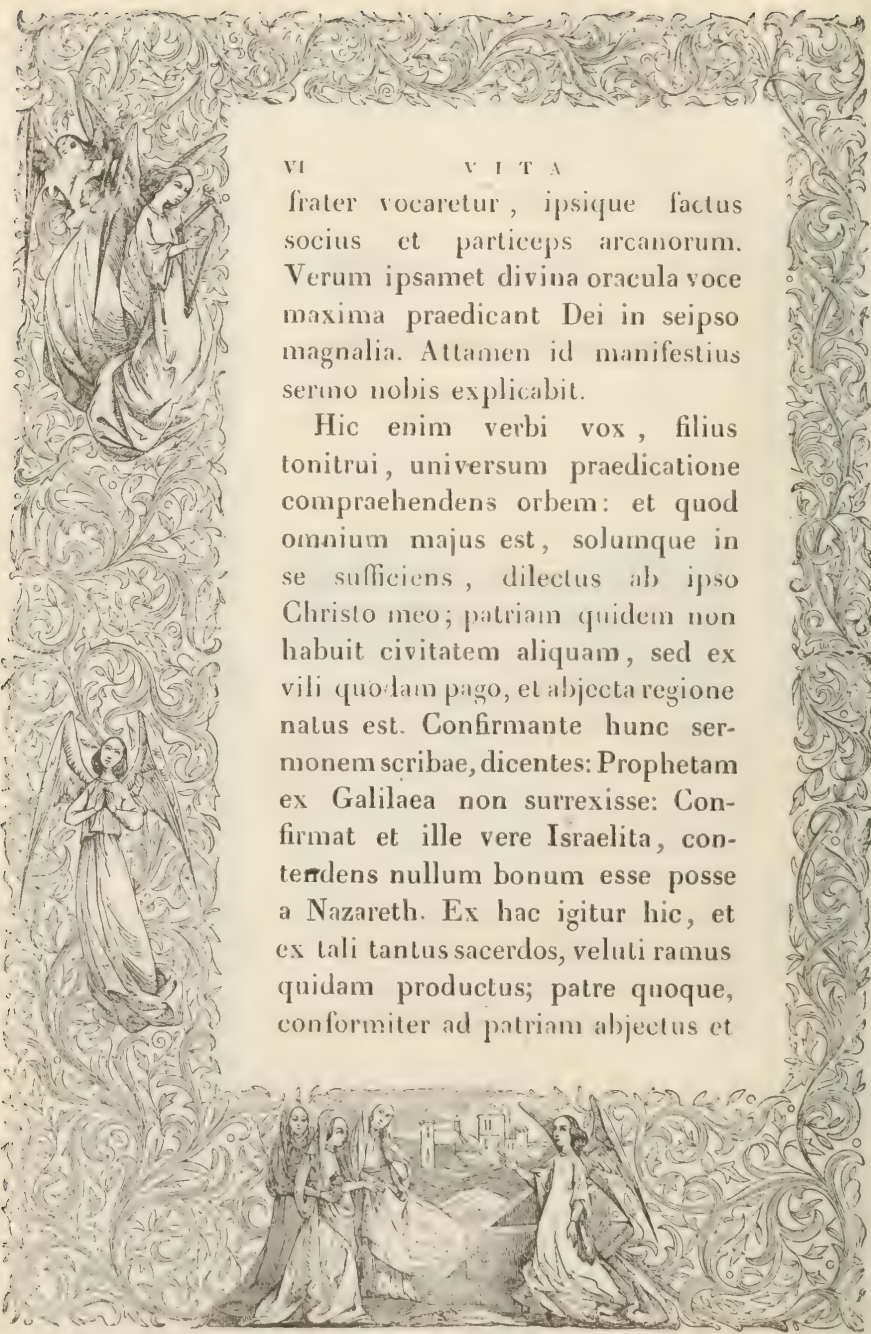 VI VITA
frater vocaretur, ipsique factus
socius et particeps arcanorum.
Verum ipsamet divina oracula voce
maxima praedicant Dei in seipso
magnalia. Attamen id manifestius
sermo nobis explicabit.
Hic enim verbi vox, filius
tonitrui, universum praedicatione
compraehendens orbem: et quod
omnium majus est, solumque in
se sufficiens, dilectus ab ipso
Christo meo; patriam quidem non
habuit civitatem aliquam, sed ex
vili quodam pago, et abjecta regione
natus est. Confirmante hunc ser-
monem scribae, dicentes: Prophetam
ex Galilaea non surrexisse: Con-
firmat et ille vere Israelita, con-
tendens nullum bonum esse posse
a Nazareth. Ex hac igitur hic, et
ex tali tantus sacerdos, veluti ramus
quidam productus; patre quoque,
conformiter ad patriam abjectus et